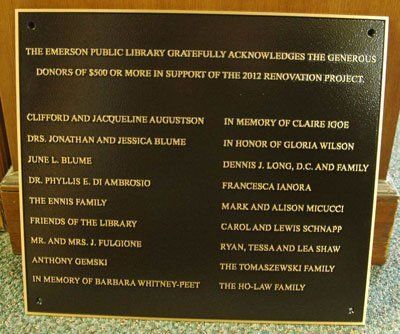 THE EMERSON PUBLIC LIBRARY GRATEFULLY ACKNOWLEDGES THE GENEROUS
DONORS OF $500 OR MORE IN SUPPORT OF THE 2012 RENOVATION PROJECT.
CLIFFORD AND JACQUELINE AUGUSTSON
DRS. JONATHAN AND JESSICA BLUME
JUNE L. BLUME
DR. PHYLLIS E. DI AMBROSIO
THE ENNIS FAMILY
FRIENDS OF THE LIBRARY
MR. AND MRS. J. FULGIONE
ANTHONY GEMSKI
IN MEMORY OF BARBARA WHITNEY-PEET
IN MEMORY OF CLAIRE IGOE
IN HONOR OF GLORIA WILSON
DENNIS J. LONG, D.C. AND FAMILY
FRANCESCA IANORA
MARK AND ALISON MICUCCI
CAROL AND LEWIS SCHNAPP
RYAN, TESSA AND LEA SHAW
THE TOMASZEWSKI FAMILY
THE HO-LAW FAMILY